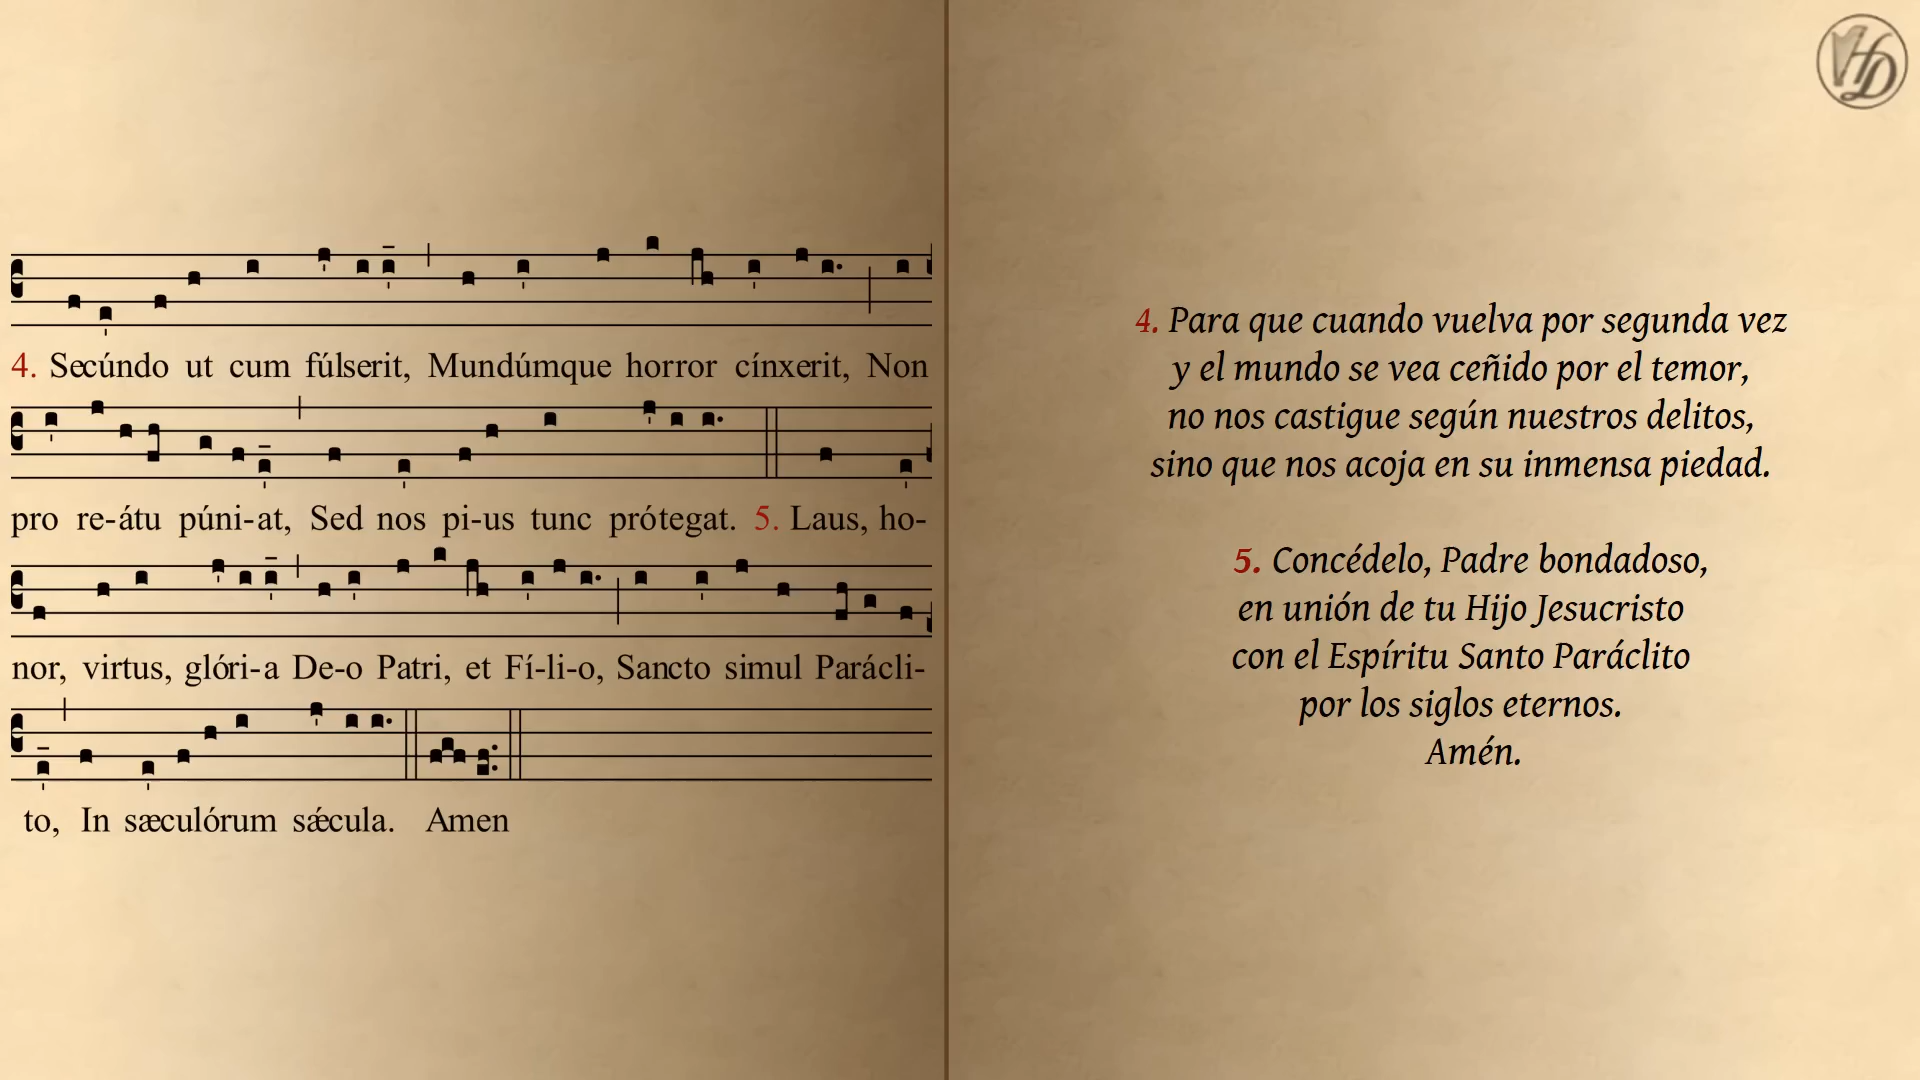 4. Secúndo ut cum fúlserit, Mundúmque horror cínxerit, Non
pro re-átu púni-at, Sed nos pi-us tunc prótegat. 5. Laus, ho-
nor, virtus, glóri-a De-o Patri, et Fí-li-o, Sancto simul Parácli-
to, In sæculórum sǽcula. Amen
HD
4. Para que cuando vuelva por segunda vez
y el mundo se vea ceñido por el temor,
no nos castigue según nuestros delitos,
sino que nos acoja en su inmensa piedad.
5. Concédelo, Padre bondadoso,
en unión de tu Hijo Jesucristo
con el Espíritu Santo Paráclito
por los siglos eternos.
Amén.